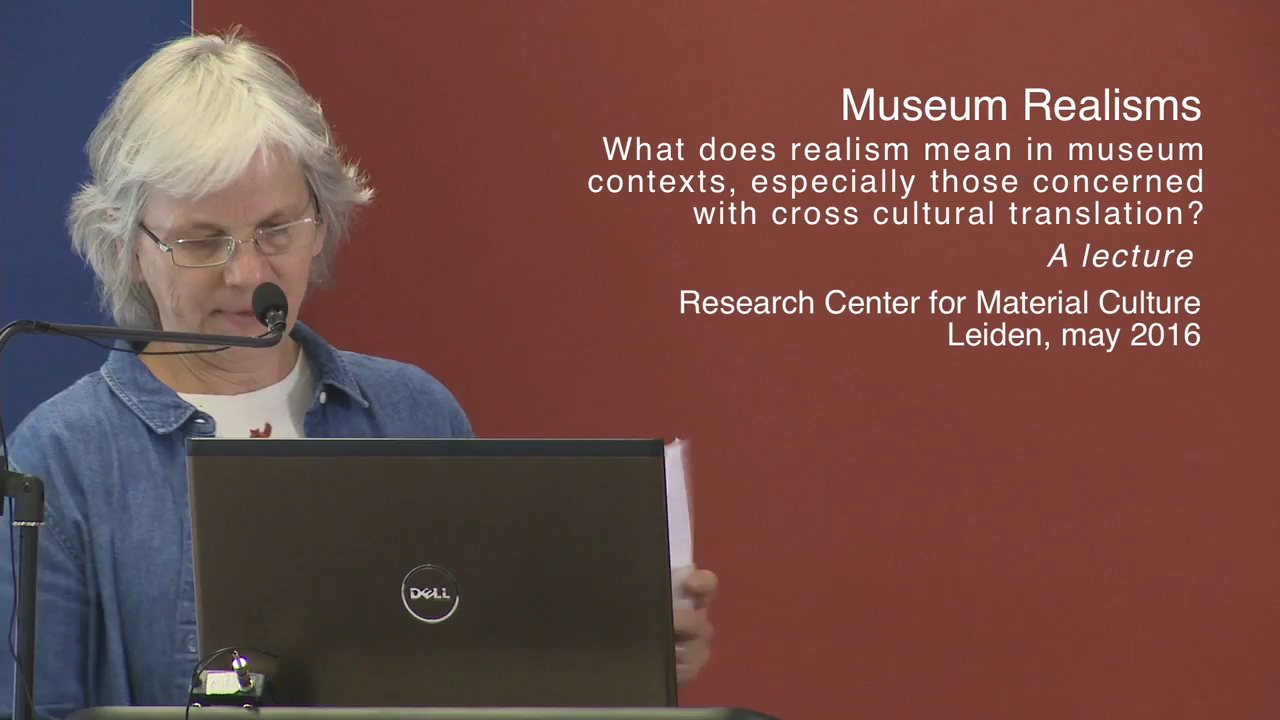 Museum Realisms
What does realism mean in museum
contexts, especially those concerned
with cross cultural translation?
A lecture
Research Center for Material Culture
Leiden, may 2016
DELL